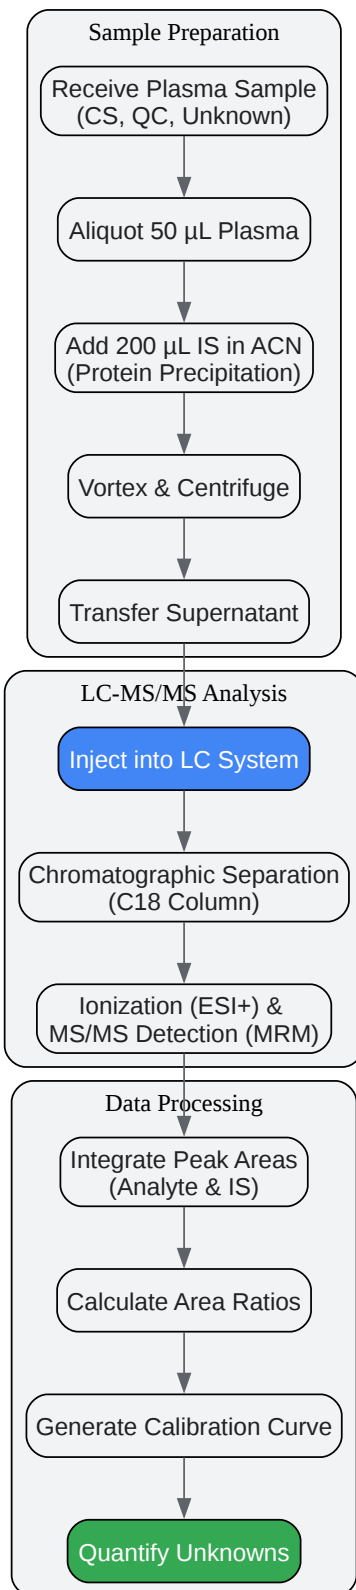 Sample Preparation
Receive Plasma Sample
(CS, QC, Unknown)
Aliquot 50 µL Plasma
Add 200 µL IS in ACN
(Protein Precipitation)
Vortex & Centrifuge
Transfer Supernatant
LC-MS/MS Analysis
Inject into LC System
Chromatographic Separation
(C18 Column)
Ionization (ESI+) &
MS/MS Detection (MRM)
Data Processing
Integrate Peak Areas
(Analyte & IS)
Calculate Area Ratios
Generate Calibration Curve
Quantify Unknowns